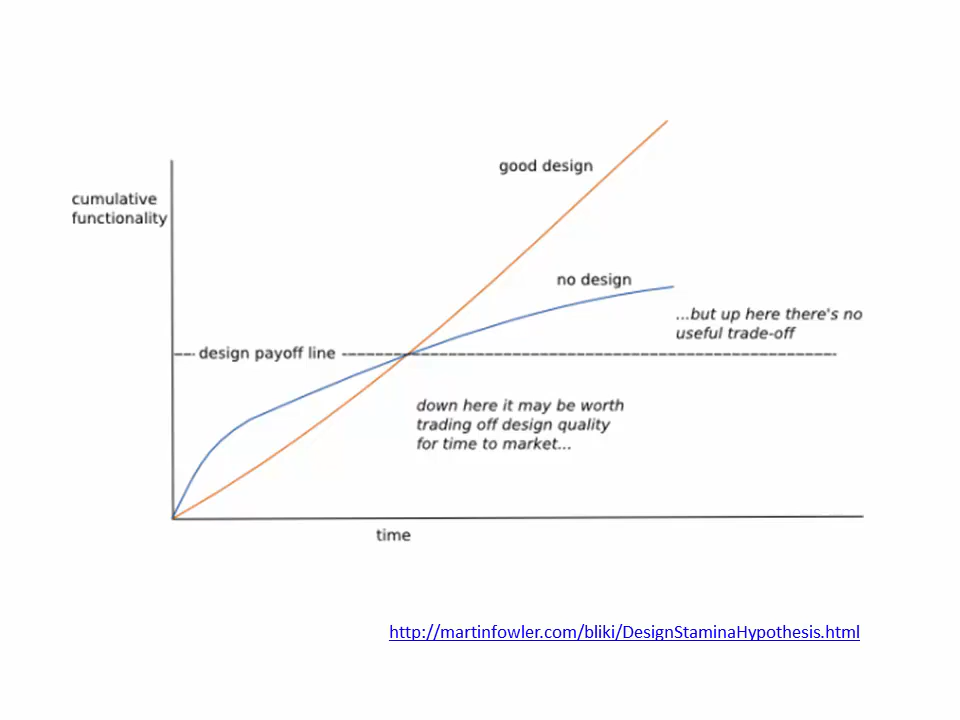 good design
cumulative
functionality
no design
...but up here there's no
useful trade-off
design payoff line
down here it may be worth
trading off design quality
for time to market...
time
http://martinfowler.com/bliki/DesignStaminaHypothesis.html